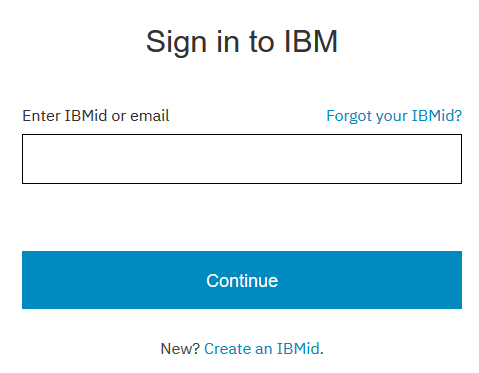 Sign in to IBM
Enter IBMid or email Forgot your IBMid?
Continue
New? Create an IBMid.